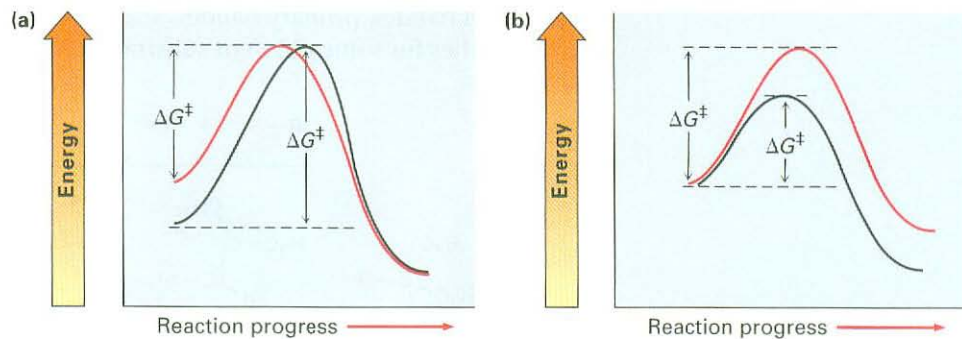 (a)
Energy
ΔG‡
ΔG‡
Reaction progress
(b)
Energy
ΔG‡
ΔG‡
Reaction progress